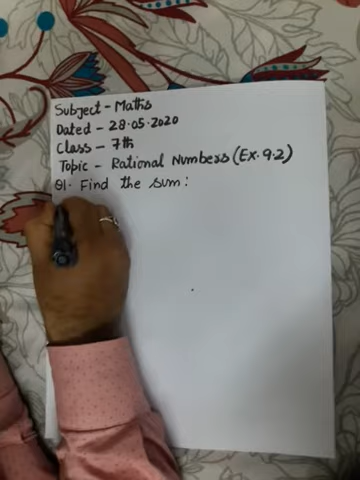 Subject - Maths
Dated - 28.05.2020
Class - 7th
Topic - Rational Numbers (Ex. 9.2)
Q1. Find the sum: